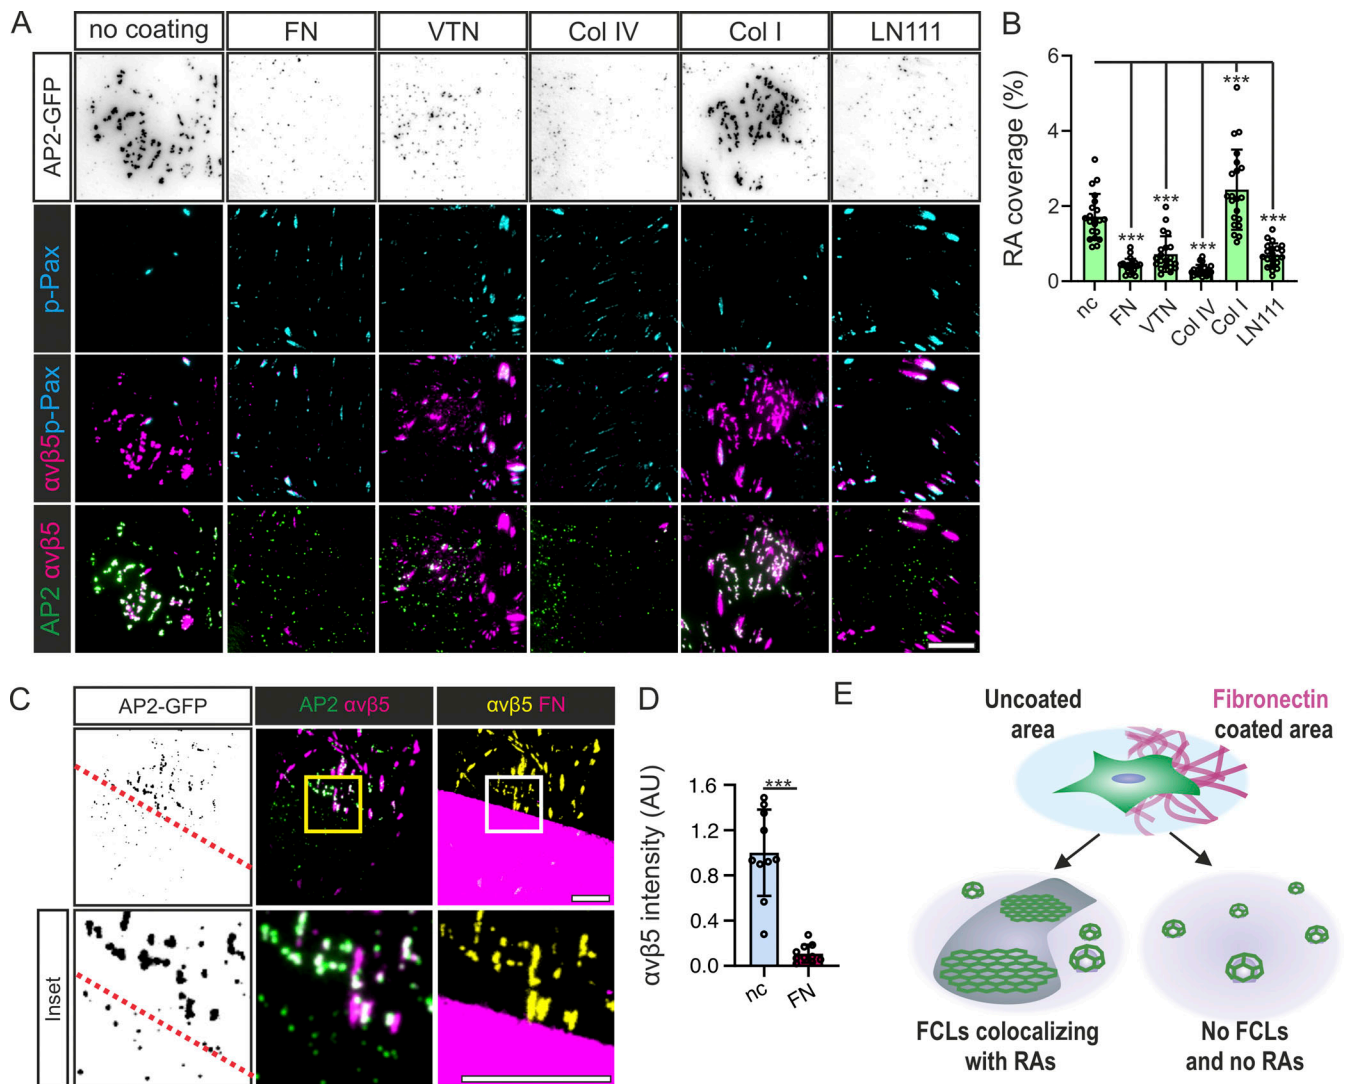 A
no coating
FN
VTN
Col IV
Col I
LN111
AP2-GFP
p-Pax
αvβ5p-Pax
AP2 αvβ5
B
RA coverage (%)
6
4
2
0
***
***
***
***
***
nc
FN
VTN
Col IV
Col I
LN111
C
AP2-GFP
AP2 αvβ5
αvβ5 FN
Inset
D
αvβ5 intensity (AU)
1.6
1.2
0.8
0.4
0.0
***
nc
FN
E
Uncoated
area
Fibronectin
coated area
FCLs colocalizing
with RAs
No FCLs
and no RAs